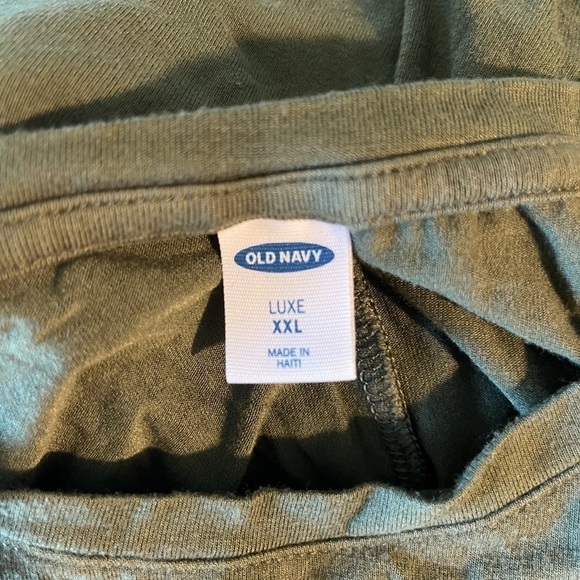 OLD NAVY
LUXE
XXL
MADE IN
HAITI